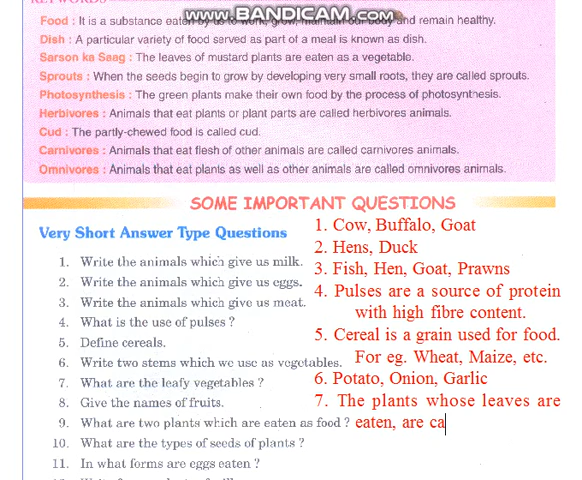 KEYWORDS
WWW.BANDICAM.COM
Food : It is a substance eaten by us to work, grow, maintain our body and remain healthy.
Dish : A particular variety of food served as part of a meal is known as dish.
Sarson ka Saag : The leaves of mustard plants are eaten as a vegetable.
Sprouts : When the seeds begin to grow by developing very small roots, they are called sprouts.
Photosynthesis : The green plants make their own food by the process of photosynthesis.
Herbivores : Animals that eat plants or plant parts are called herbivores animals.
Cud : The partly-chewed food is called cud.
Carnivores : Animals that eat flesh of other animals are called carnivores animals.
Omnivores : Animals that eat plants as well as other animals are called omnivores animals.
SOME IMPORTANT QUESTIONS
Very Short Answer Type Questions
1. Write the animals which give us milk.
2. Write the animals which give us eggs.
3. Write the animals which give us meat.
4. What is the use of pulses ?
5. Define cereals.
6. Write two stems which we use as vegetables.
7. What are the leafy vegetables ?
8. Give the names of fruits.
9. What are two plants which are eaten as food ?
10. What are the types of seeds of plants ?
11. In what forms are eggs eaten ?
1. Cow, Buffalo, Goat
2. Hens, Duck
3. Fish, Hen, Goat, Prawns
4. Pulses are a source of protein
with high fibre content.
5. Cereal is a grain used for food.
For eg. Wheat, Maize, etc.
6. Potato, Onion, Garlic
7. The plants whose leaves are
eaten, are ca